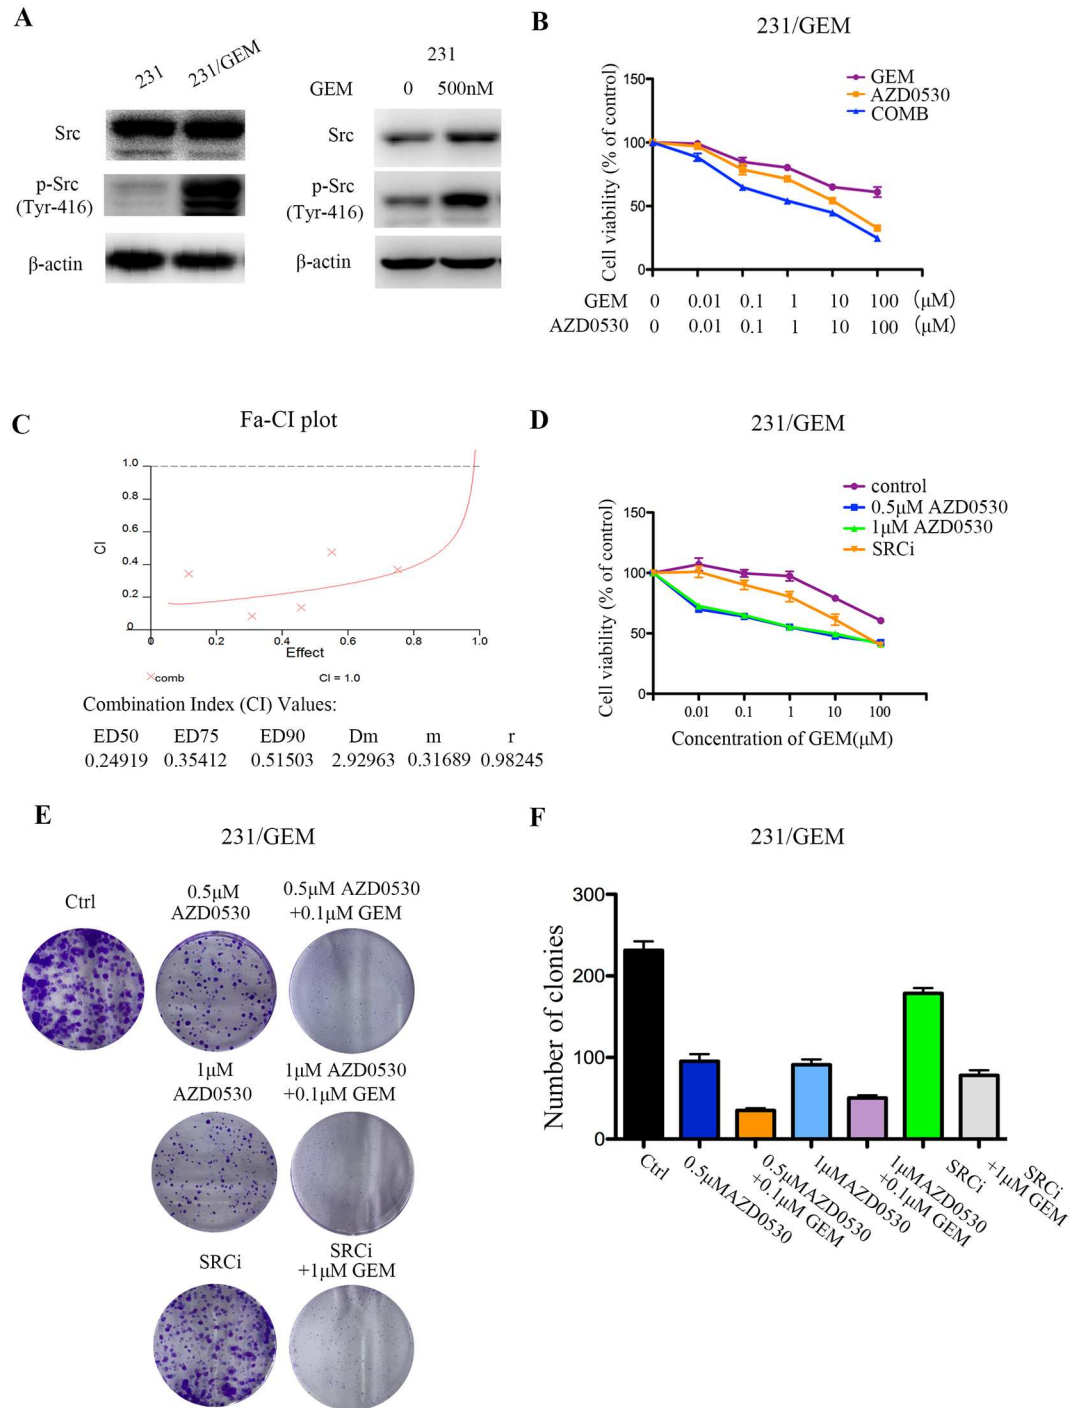 A
231
231/GEM
Src
p-Src
(Tyr-416)
β-actin
231
GEM 0 500nM
Src
p-Src
(Tyr-416)
β-actin
B
231/GEM
GEM
AZD0530
COMB
Cell viability (% of control)
150
100
50
0
GEM 0 0.01 0.1 1 10 100 (μM)
AZD0530 0 0.01 0.1 1 10 100 (μM)
C
Fa-CI plot
CI
1.0
0.8
0.6
0.4
0.2
0
0 0.2 0.4 0.6 0.8 1.0
Effect
comb CI = 1.0
Combination Index (CI) Values:
ED50 ED75 ED90 Dm m r
0.24919 0.35412 0.51503 2.92963 0.31689 0.98245
D
231/GEM
control
0.5μM AZD0530
1μM AZD0530
SRCi
Cell viability (% of control)
150
100
50
0
0.01 0.1 1 10 100
Concentration of GEM(μM)
E
231/GEM
Ctrl
0.5μM
AZD0530
0.5μM AZD0530
+0.1μM GEM
1μM
AZD0530
1μM AZD0530
+0.1μM GEM
SRCi
SRCi
+1μM GEM
F
231/GEM
Number of clonies
300
200
100
0
Ctrl
0.5μMAZD0530
0.5μMAZD0530
+0.1μM GEM
1μMAZD0530
1μMAZD0530
+0.1μM GEM
SRCi
SRCi
+1μM GEM